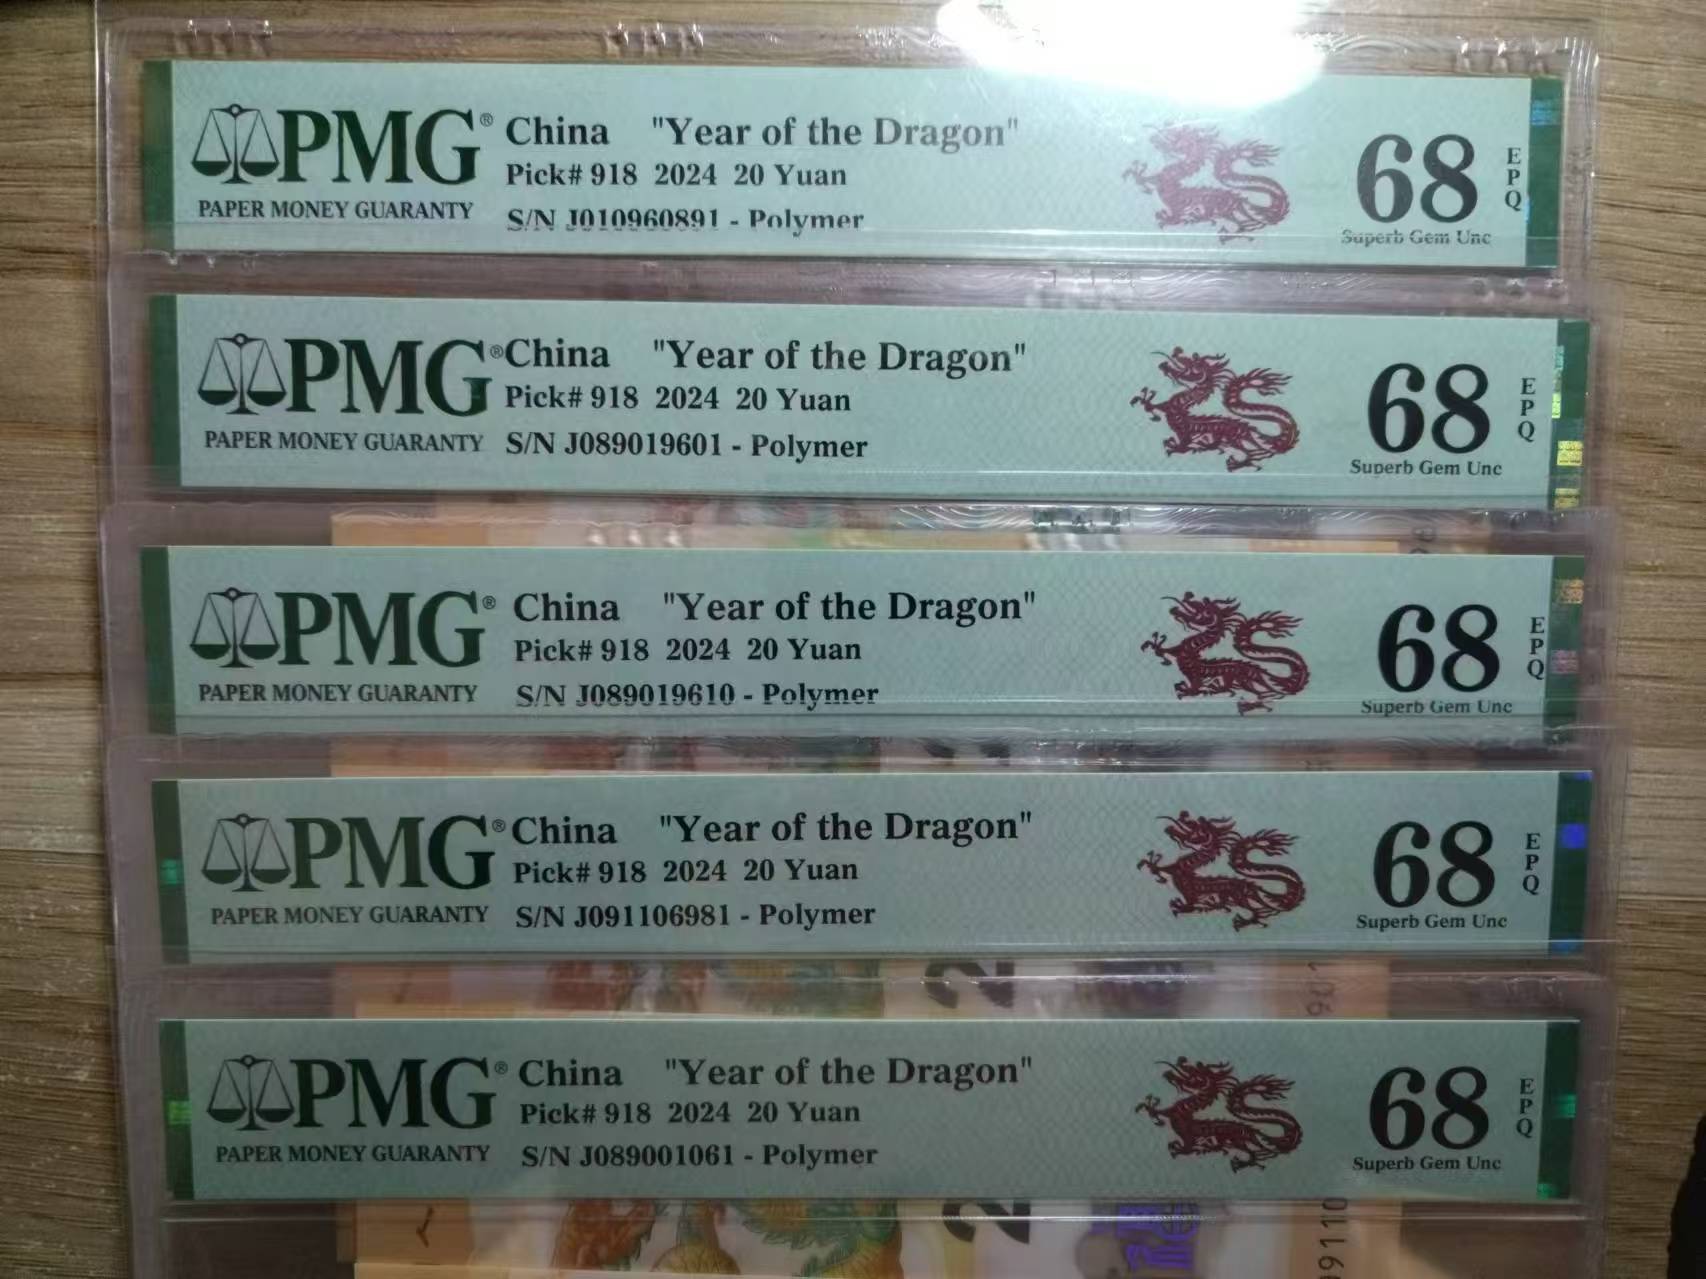 PMG® China "Year of the Dragon" 68 EPQ
Pick# 918 2024 20 Yuan
PAPER MONEY GUARANTY S/N J010960891 - Polymer Superb Gem Unc
PMG® China "Year of the Dragon" 68 EPQ
Pick# 918 2024 20 Yuan
PAPER MONEY GUARANTY S/N J089019601 - Polymer Superb Gem Unc
PMG® China "Year of the Dragon" 68 EPQ
Pick# 918 2024 20 Yuan
PAPER MONEY GUARANTY S/N J089019610 - Polymer Superb Gem Unc
PMG® China "Year of the Dragon" 68 EPQ
Pick# 918 2024 20 Yuan
PAPER MONEY GUARANTY S/N J091106981 - Polymer Superb Gem Unc
PMG® China "Year of the Dragon" 68 EPQ
Pick# 918 2024 20 Yuan
PAPER MONEY GUARANTY S/N J089001061 - Polymer Superb Gem Unc